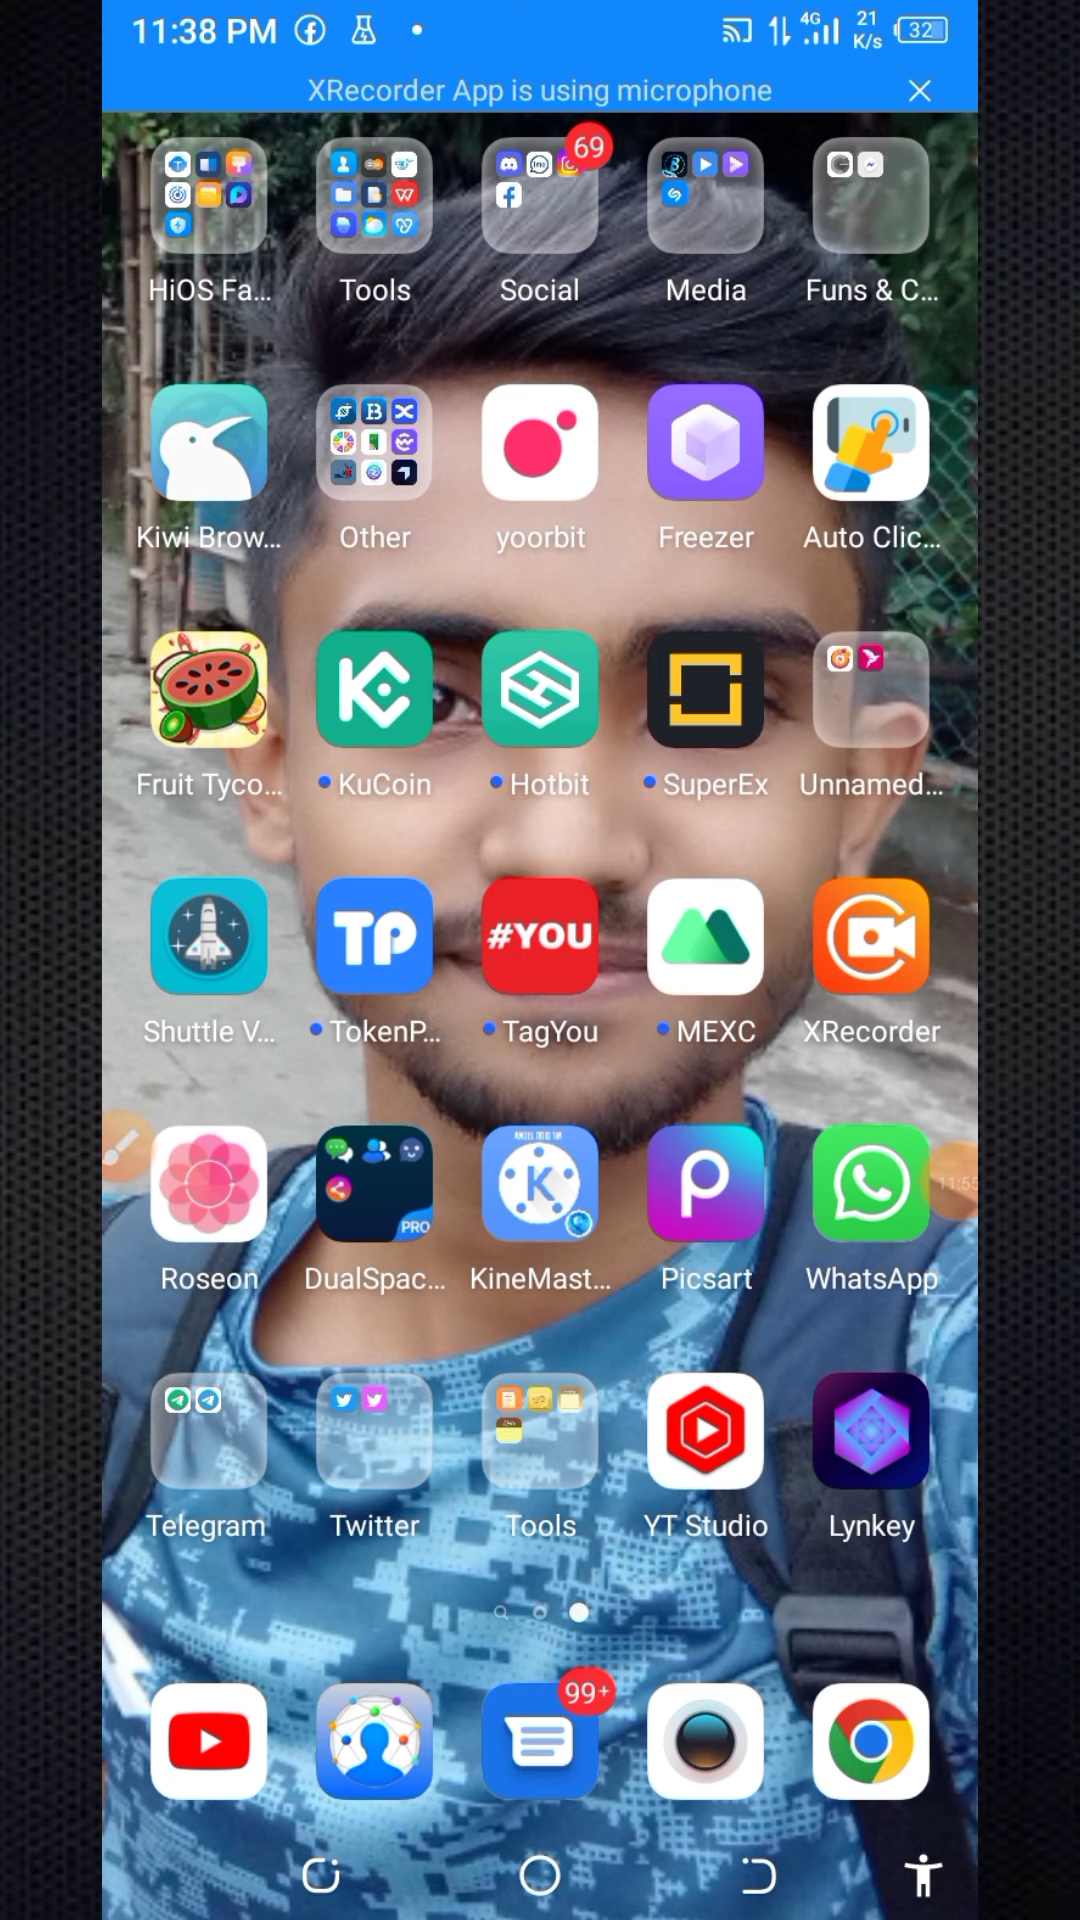 11:38 PM 4G 21 K/s 32
XRecorder App is using microphone
69
HiOS Fa... Tools Social Media Funs & C...
Kiwi Brow... Other yoorbit Freezer Auto Clic...
Fruit Tyco... KuCoin Hotbit SuperEx Unnamed...
TP #YOU
Shuttle V... TokenP... TagYou MEXC XRecorder
11:55
PRO K
Roseon DualSpac... KineMast... Picsart WhatsApp
Telegram Twitter Tools YT Studio Lynkey
99+